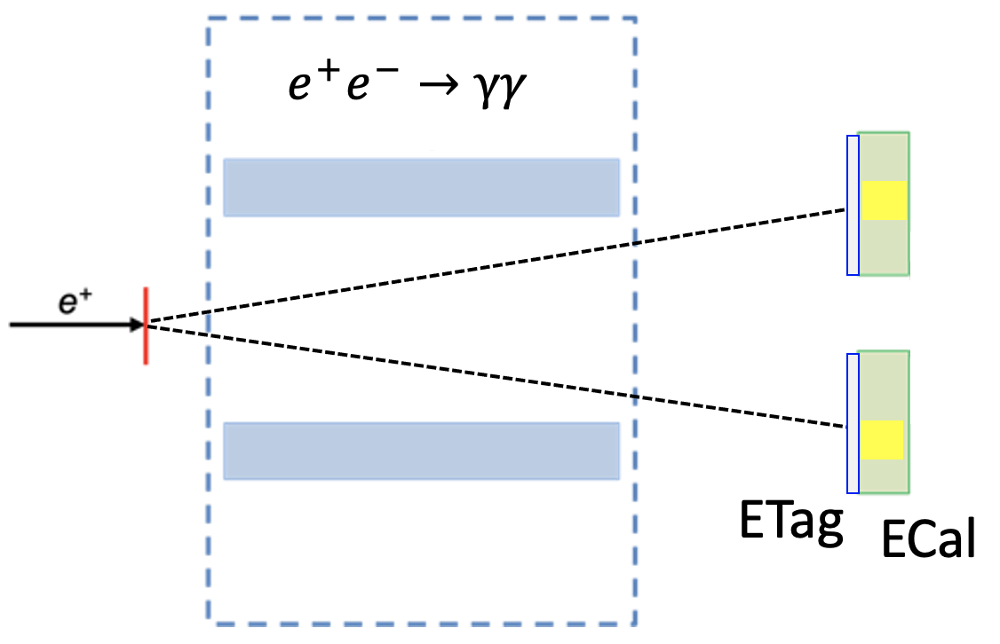 e⁺e⁻ → γγ
e⁺
ETag
ECal